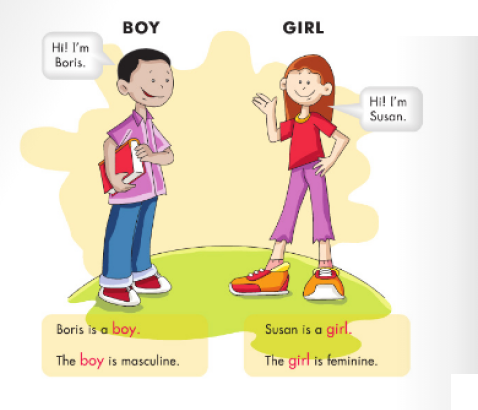 BOY
GIRL
Hi! I'm
Boris.
Hi! I'm
Susan.
Boris is a boy.
The boy is masculine.
Susan is a girl.
The girl is feminine.